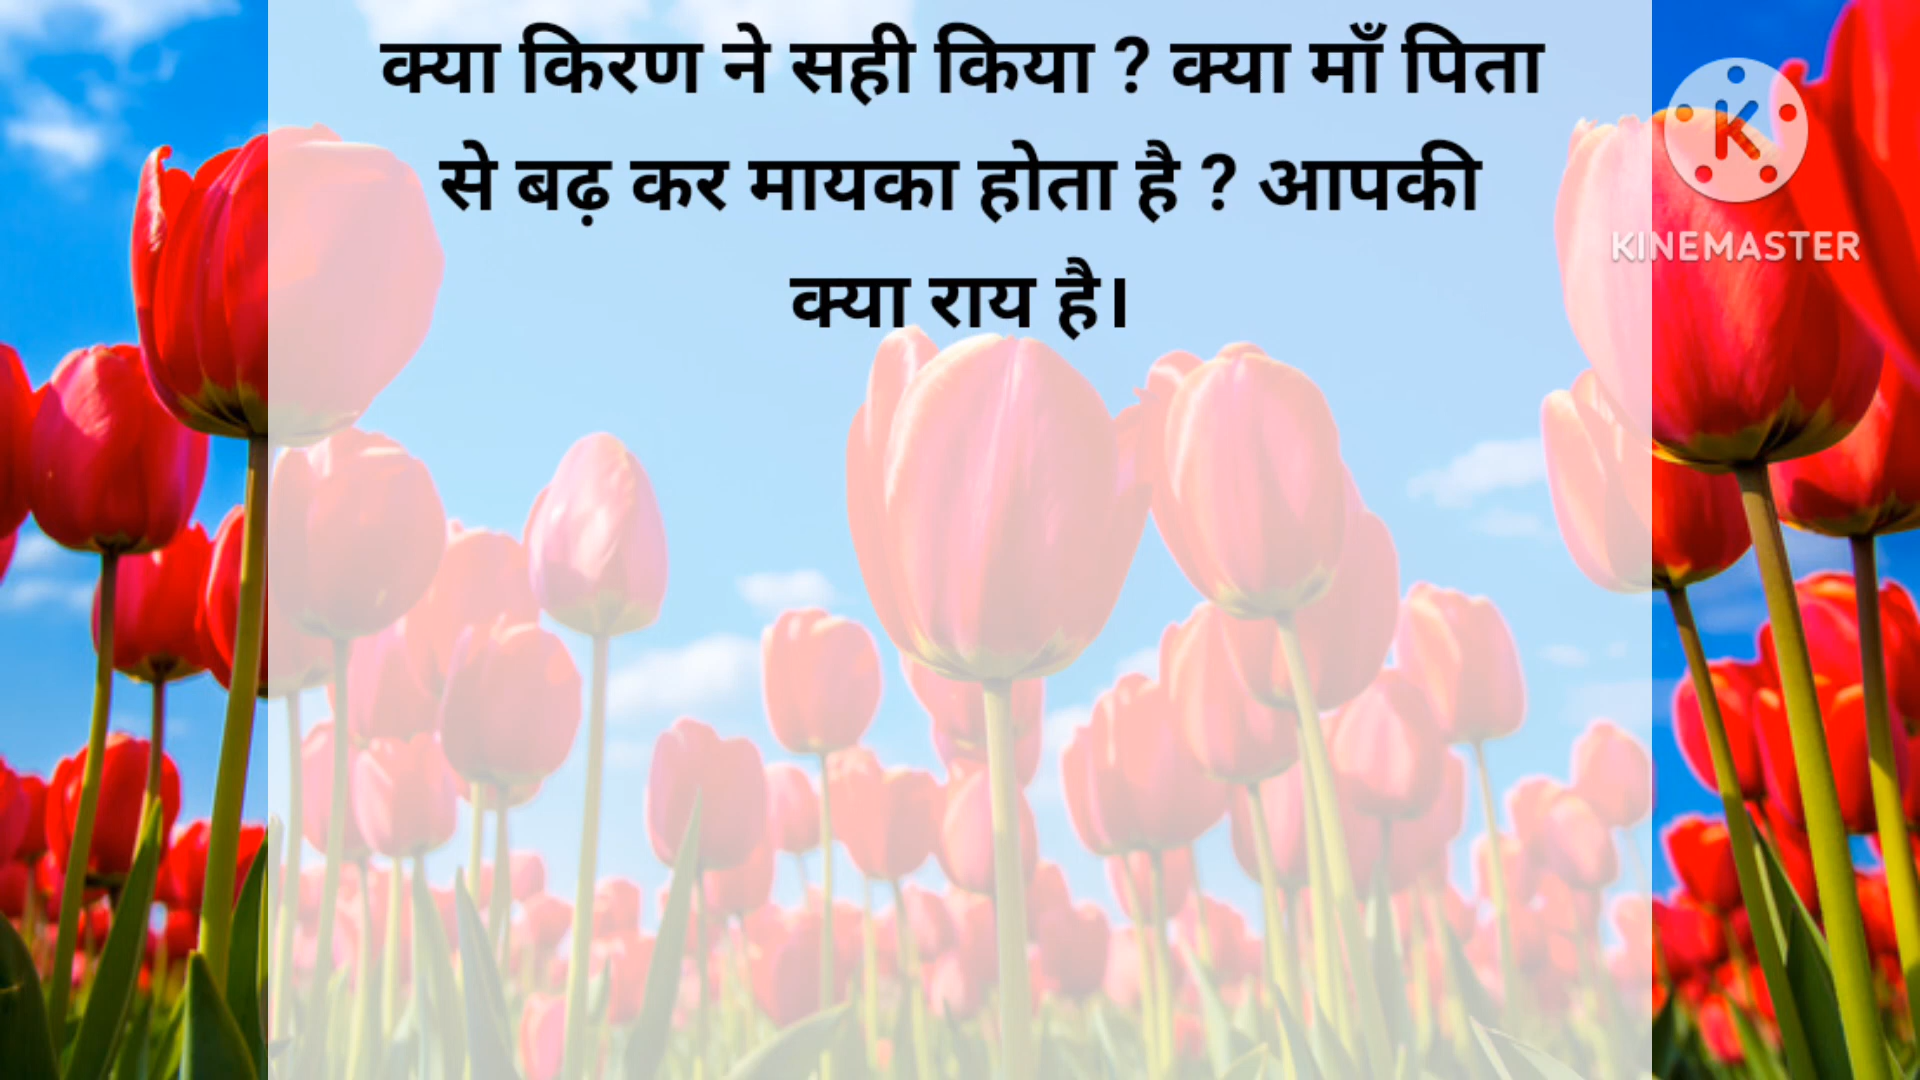 क्या किरण ने सही किया ? क्या माँ पिता
से बढ़ कर मायका होता है ? आपकी
क्या राय है।
KINEMASTER